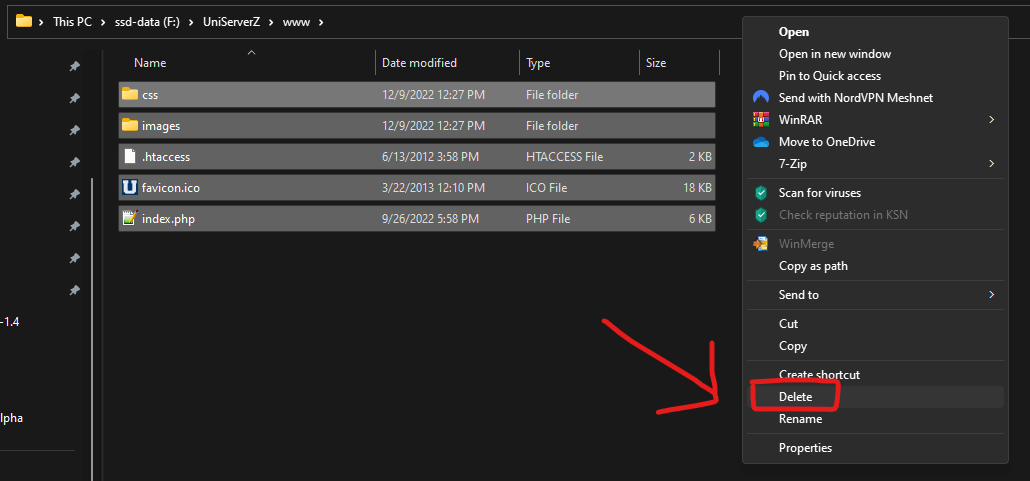 This PC > ssd-data (F:) > UniServerZ > www >
Name Date modified Type Size
css 12/9/2022 12:27 PM File folder
images 12/9/2022 12:27 PM File folder
.htaccess 6/13/2012 3:58 PM HTACCESS File 2 KB
favicon.ico 3/22/2013 12:10 PM ICO File 18 KB
index.php 9/26/2022 5:58 PM PHP File 6 KB
-1.4
lpha
Open
Open in new window
Pin to Quick access
Send with NordVPN Meshnet
WinRAR
Move to OneDrive
7-Zip
Scan for viruses
Check reputation in KSN
WinMerge
Copy as path
Send to
Cut
Copy
Create shortcut
Delete
Rename
Properties